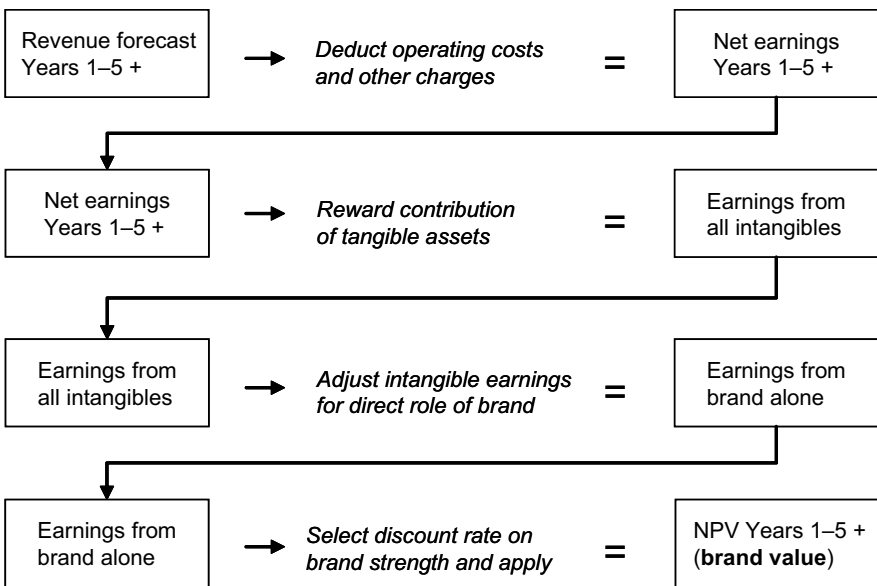 Revenue forecast
Years 1–5 +
Deduct operating costs
and other charges
=
Net earnings
Years 1–5 +
Net earnings
Years 1–5 +
Reward contribution
of tangible assets
=
Earnings from
all intangibles
Earnings from
all intangibles
Adjust intangible earnings
for direct role of brand
=
Earnings from
brand alone
Earnings from
brand alone
Select discount rate on
brand strength and apply
=
NPV Years 1–5 +
(brand value)